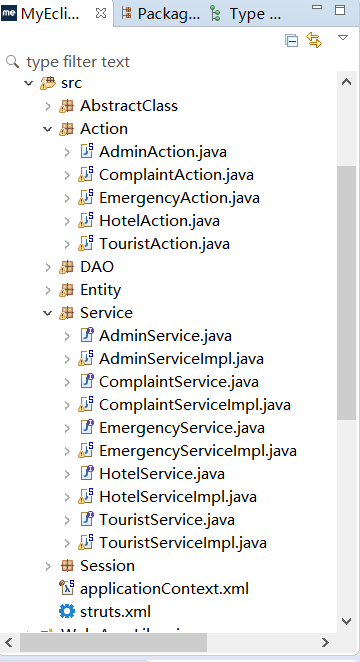 me MyEcli... Packag... Type ...
type filter text
src
AbstractClass
Action
AdminAction.java
ComplaintAction.java
EmergencyAction.java
HotelAction.java
TouristAction.java
DAO
Entity
Service
AdminService.java
AdminServiceImpl.java
ComplaintService.java
ComplaintServiceImpl.java
EmergencyService.java
EmergencyServiceImpl.java
HotelService.java
HotelServiceImpl.java
TouristService.java
TouristServiceImpl.java
Session
applicationContext.xml
struts.xml